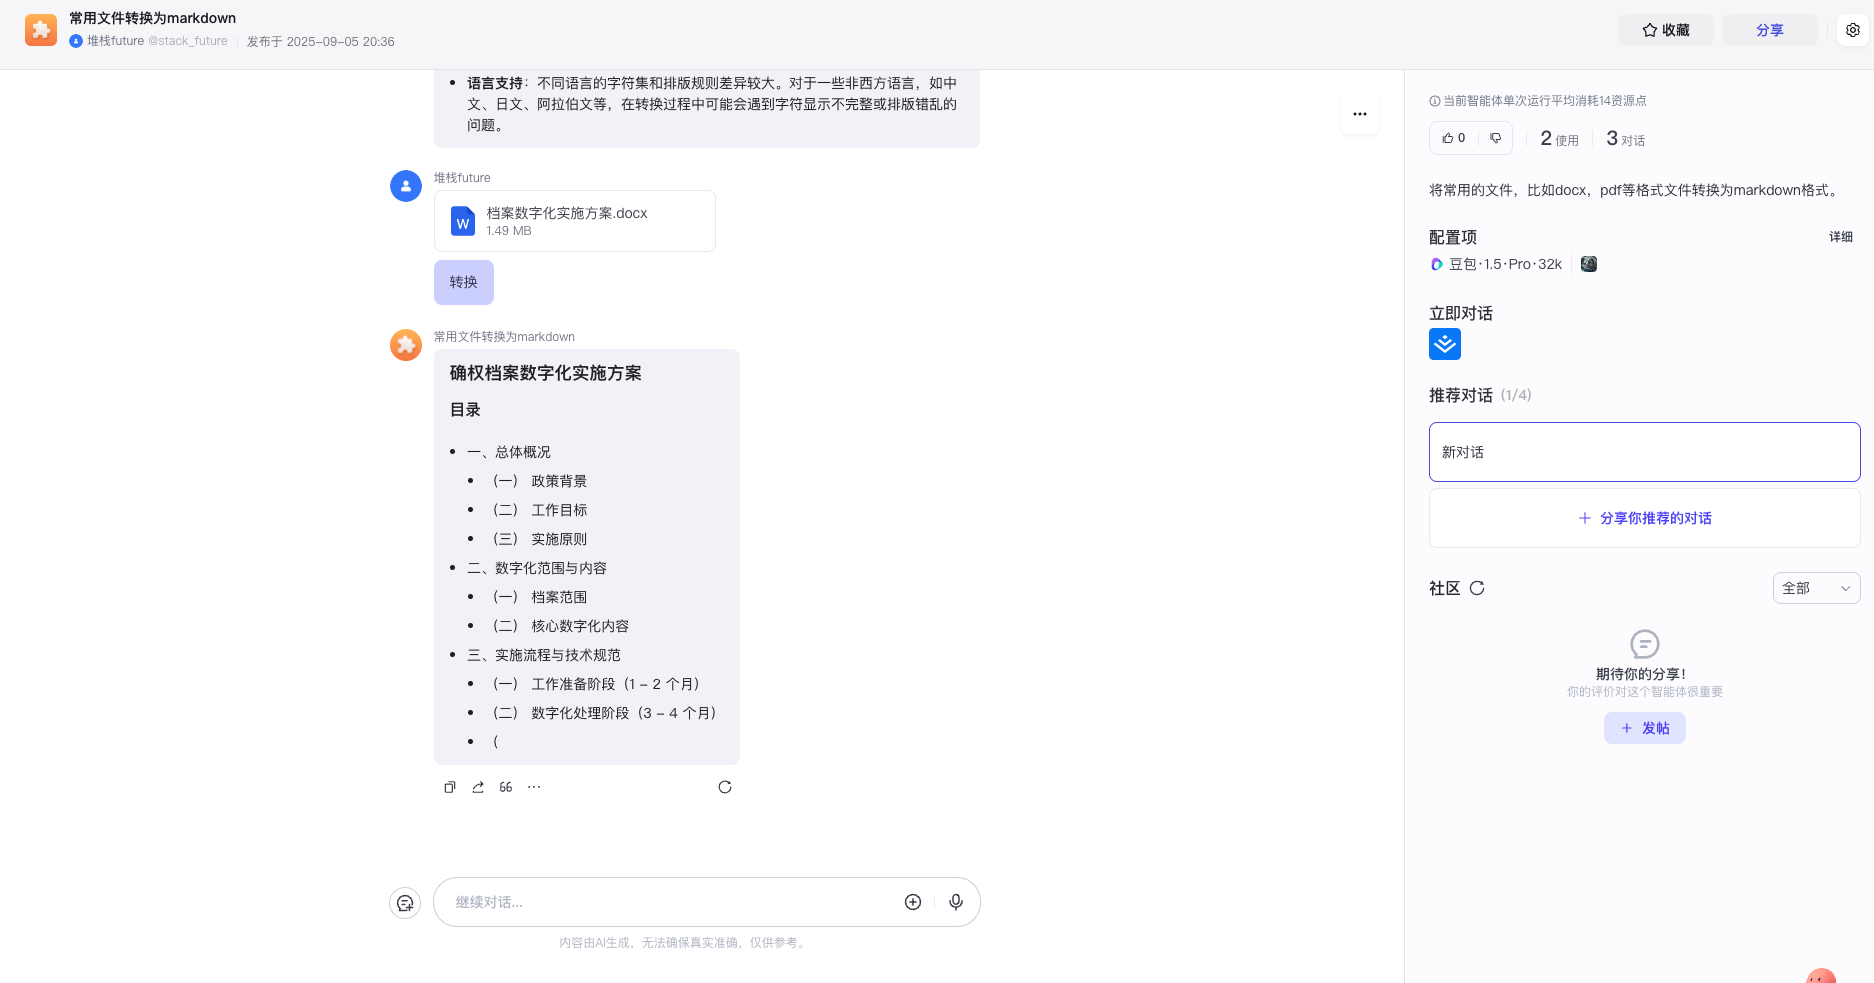 常用文件转换为markdown
堆栈future @stack_future 发布于 2025-09-05 20:36
收藏
分享
语言支持：不同语言的字符集和排版规则差异较大。对于一些非西方语言，如中
文、日文、阿拉伯文等，在转换过程中可能会遇到字符显示不完整或排版错乱的
问题。
堆栈future
W
档案数字化实施方案.docx
1.49 MB
转换
常用文件转换为markdown
确权档案数字化实施方案
目录
一、总体概况
（一） 政策背景
（二） 工作目标
（三） 实施原则
二、数字化范围与内容
（一） 档案范围
（二） 核心数字化内容
三、实施流程与技术规范
（一） 工作准备阶段（1 - 2 个月）
（二） 数字化处理阶段（3 - 4 个月）
（
继续对话...
内容由AI生成，无法确保真实准确，仅供参考。
当前智能体单次运行平均消耗14资源点
0
2 使用
3 对话
将常用的文件，比如docx，pdf等格式文件转换为markdown格式。
配置项
详细
豆包·1.5·Pro·32k
立即对话
推荐对话 (1/4)
新对话
+ 分享你推荐的对话
社区
全部
期待你的分享！
你的评价对这个智能体很重要
+ 发帖